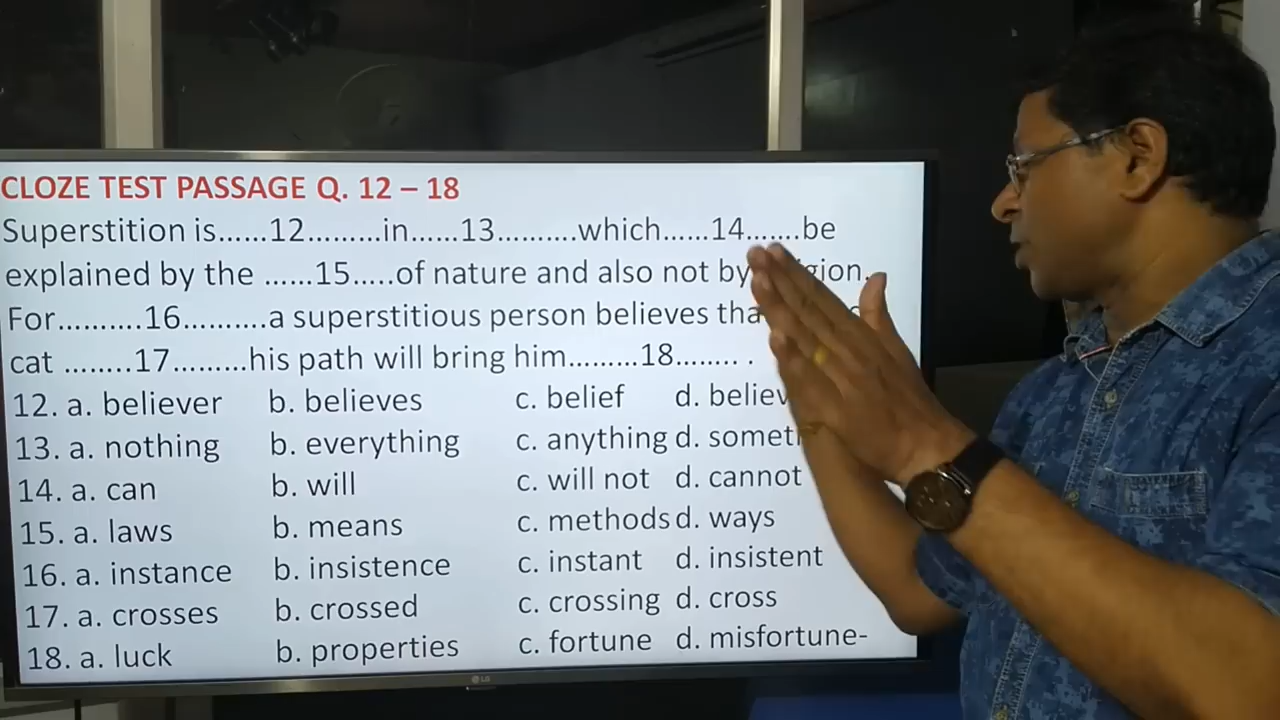 CLOZE TEST PASSAGE Q. 12 – 18
Superstition is......12.........in......13..........which......14.......be
explained by the ......15.....of nature and also not by
For..........16..........a superstitious person believes
cat ........17.........his path will bring him.........18........ .
12. a. believer b. believes c. belief d.
13. a. nothing b. everything c. anything d.
14. a. can b. will c. will not d. cannot
15. a. laws b. means c. methods d. ways
16. a. instance b. insistence c. instant d. insistent
17. a. crosses b. crossed c. crossing d. cross
18. a. luck b. properties c. fortune d. misfortune-
LG